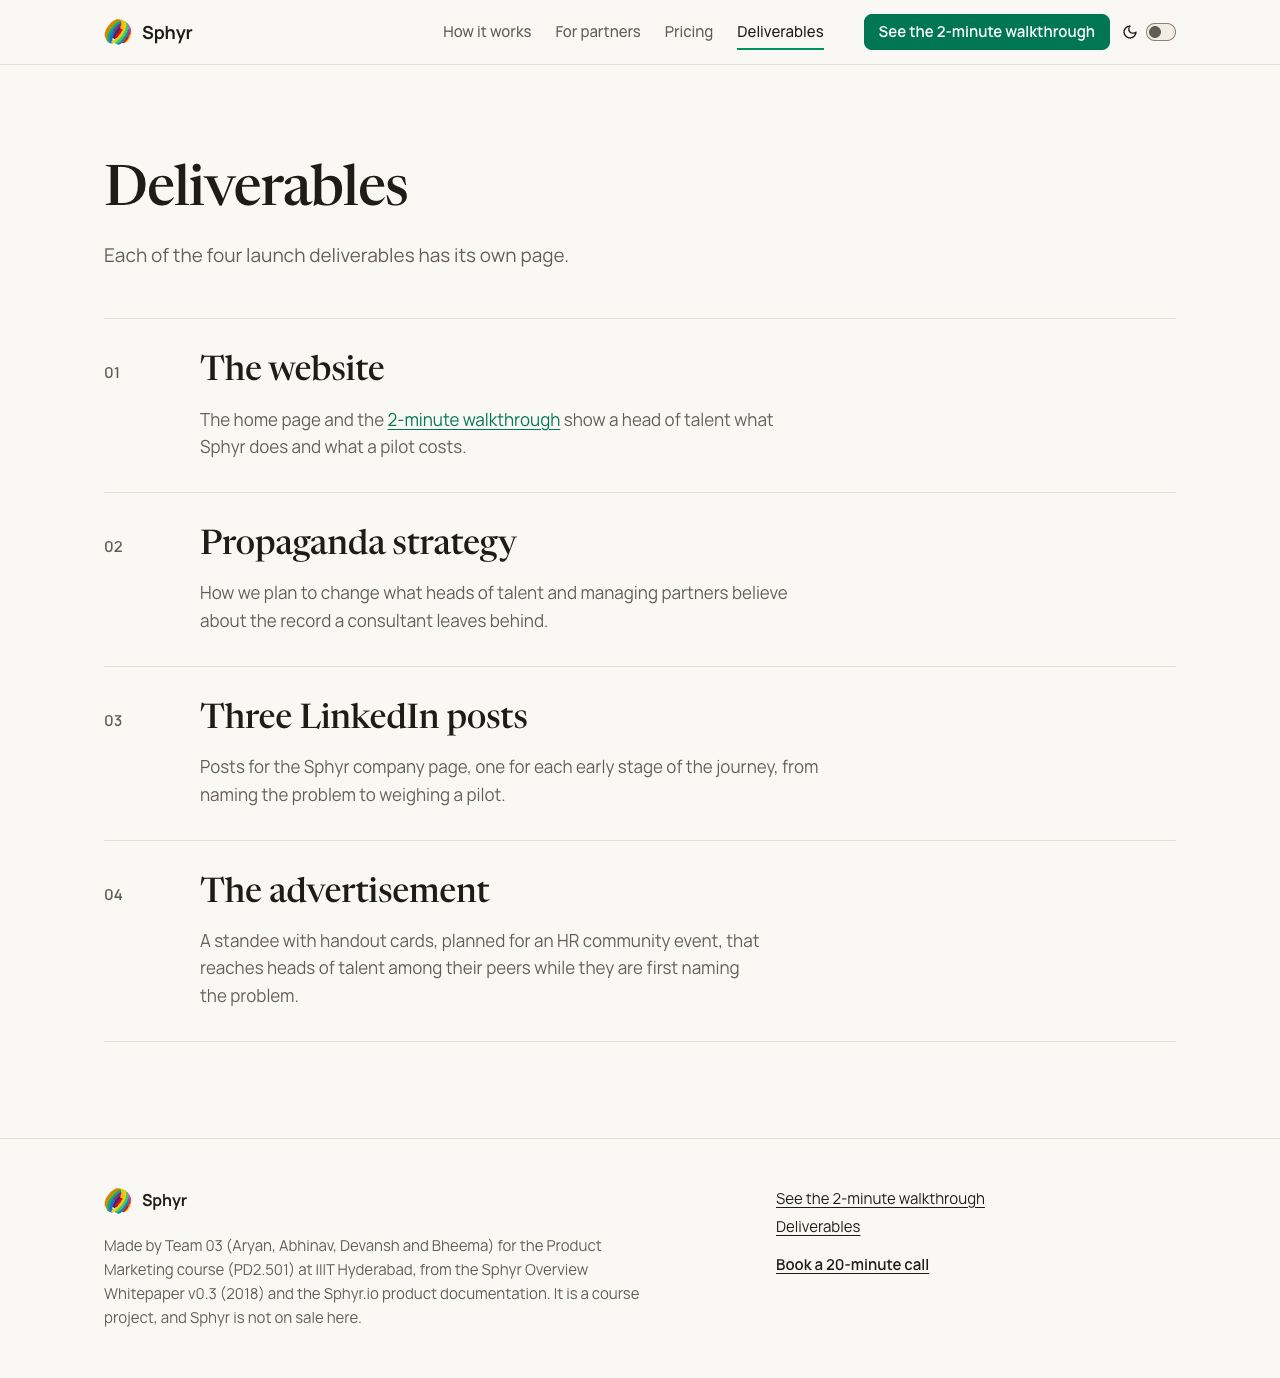 Sphyr
How it works
For partners
Pricing
Deliverables
See the 2-minute walkthrough
Deliverables
Each of the four launch deliverables has its own page.
01
The website
The home page and the 2-minute walkthrough show a head of talent what
Sphyr does and what a pilot costs.
02
Propaganda strategy
How we plan to change what heads of talent and managing partners believe
about the record a consultant leaves behind.
03
Three LinkedIn posts
Posts for the Sphyr company page, one for each early stage of the journey, from
naming the problem to weighing a pilot.
04
The advertisement
A standee with handout cards, planned for an HR community event, that
reaches heads of talent among their peers while they are first naming
the problem.
Sphyr
Made by Team 03 (Aryan, Abhinav, Devansh and Bheema) for the Product
Marketing course (PD2.501) at IIIT Hyderabad, from the Sphyr Overview
Whitepaper v0.3 (2018) and the Sphyr.io product documentation. It is a course
project, and Sphyr is not on sale here.
See the 2-minute walkthrough
Deliverables
Book a 20-minute call